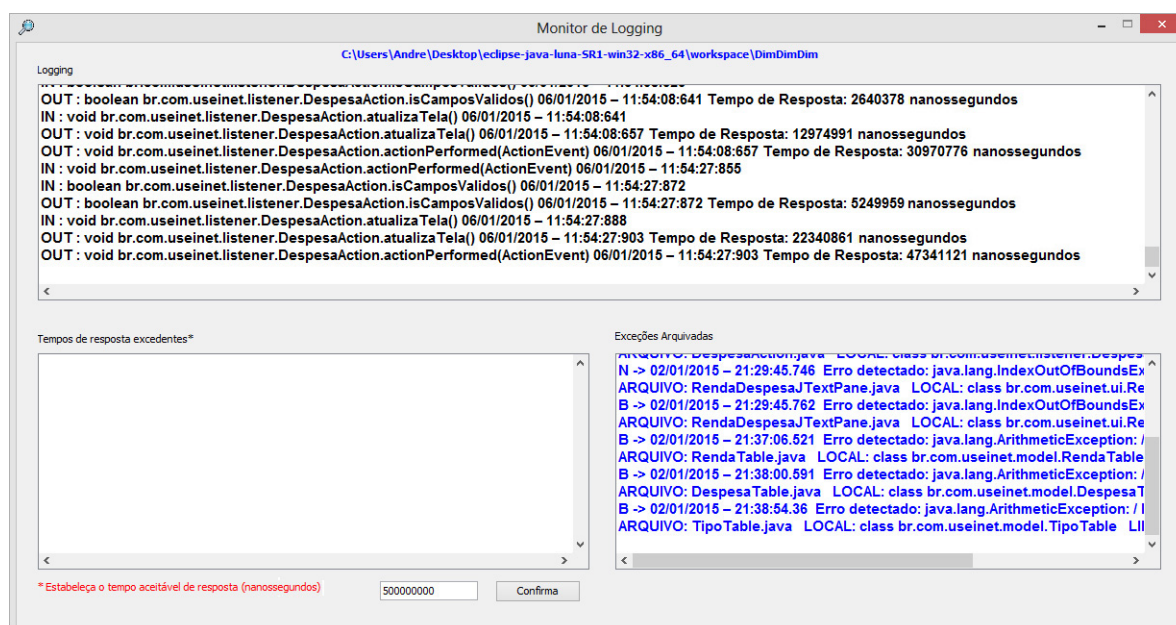 Monitor de Logging
C:\Users\Andre\Desktop\eclipse-java-luna-SR1-win32-x86_64\workspace\DimDimDim
Logging
OUT : boolean br.com.useinet.listener.DespesaAction.isCamposValidos() 06/01/2015 – 11:54:08:641 Tempo de Resposta: 2640378 nanossegundos
IN : void br.com.useinet.listener.DespesaAction.atualizaTela() 06/01/2015 – 11:54:08:641
OUT : void br.com.useinet.listener.DespesaAction.atualizaTela() 06/01/2015 – 11:54:08:657 Tempo de Resposta: 12974991 nanossegundos
OUT : void br.com.useinet.listener.DespesaAction.actionPerformed(ActionEvent) 06/01/2015 – 11:54:08:657 Tempo de Resposta: 30970776 nanossegundos
IN : void br.com.useinet.listener.DespesaAction.actionPerformed(ActionEvent) 06/01/2015 – 11:54:27:855
IN : boolean br.com.useinet.listener.DespesaAction.isCamposValidos() 06/01/2015 – 11:54:27:872
OUT : boolean br.com.useinet.listener.DespesaAction.isCamposValidos() 06/01/2015 – 11:54:27:872 Tempo de Resposta: 5249959 nanossegundos
IN : void br.com.useinet.listener.DespesaAction.atualizaTela() 06/01/2015 – 11:54:27:888
OUT : void br.com.useinet.listener.DespesaAction.atualizaTela() 06/01/2015 – 11:54:27:903 Tempo de Resposta: 22340861 nanossegundos
OUT : void br.com.useinet.listener.DespesaAction.actionPerformed(ActionEvent) 06/01/2015 – 11:54:27:903 Tempo de Resposta: 47341121 nanossegundos
Tempos de resposta excedentes*
Exceções Arquivadas
ARQUIVO: DespesaAction.java LOCAL: class br.com.useinet.listener.Despes
N -> 02/01/2015 – 21:29:45.746 Erro detectado: java.lang.IndexOutOfBoundsEx
ARQUIVO: RendaDespesaJTextPane.java LOCAL: class br.com.useinet.ui.Re
B -> 02/01/2015 – 21:29:45.762 Erro detectado: java.lang.IndexOutOfBoundsEx
ARQUIVO: RendaDespesaJTextPane.java LOCAL: class br.com.useinet.ui.Re
B -> 02/01/2015 – 21:37:06.521 Erro detectado: java.lang.ArithmeticException: /
ARQUIVO: RendaTable.java LOCAL: class br.com.useinet.model.RendaTable
B -> 02/01/2015 – 21:38:00.591 Erro detectado: java.lang.ArithmeticException: /
ARQUIVO: DespesaTable.java LOCAL: class br.com.useinet.model.DespesaT
B -> 02/01/2015 – 21:38:54.36 Erro detectado: java.lang.ArithmeticException: /
ARQUIVO: TipoTable.java LOCAL: class br.com.useinet.model.TipoTable LI
* Estabeleça o tempo aceitável de resposta (nanossegundos)
500000000
Confirma